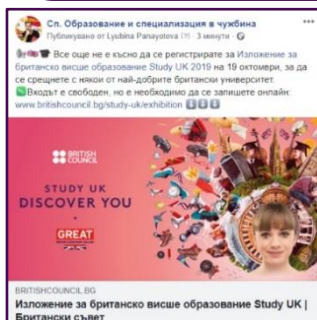 Сп. Образование и специализация в чужбина
Публикувано от Lyubina Panayotova
3 минути
Все още не е късно да се регистрирате за Изложение за
британско висше образование Study UK 2019 на 19 октомври, за да
се срещнете с някои от най-добрите британски университет.
Входът е свободен, но е необходимо да се запишете онлайн:
www.britishcouncil.bg/study-uk/exhibition
BRITISH
COUNCIL
STUDY UK
DISCOVER YOU
GREAT
BRITISHCOUNCIL.BG
Изложение за британско висше образование Study UK |
Британски съвет